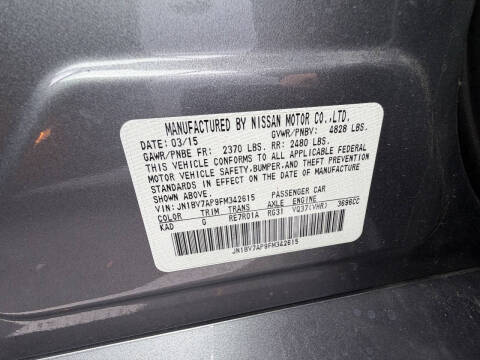 MANUFACTURED BY NISSAN MOTOR CO.,LTD.
DATE: 03/15 GVWR/PNBV: 4828 LBS.
GAWR/PNBE FR: 2370 LBS. RR: 2480 LBS.
THIS VEHICLE CONFORMS TO ALL APPLICABLE FEDERAL
MOTOR VEHICLE SAFETY, BUMPER, AND THEFT PREVENTION
STANDARDS IN EFFECT ON THE DATE OF MANUFACTURE
SHOWN ABOVE.
VIN: JN1BV7AP9FM342615 PASSENGER CAR
COLOR TRIM TRANS AXLE ENGINE
KAD G RE7R01A RG31 VQ37(VHR) 3696CC
JN1BV7AP9FM342615